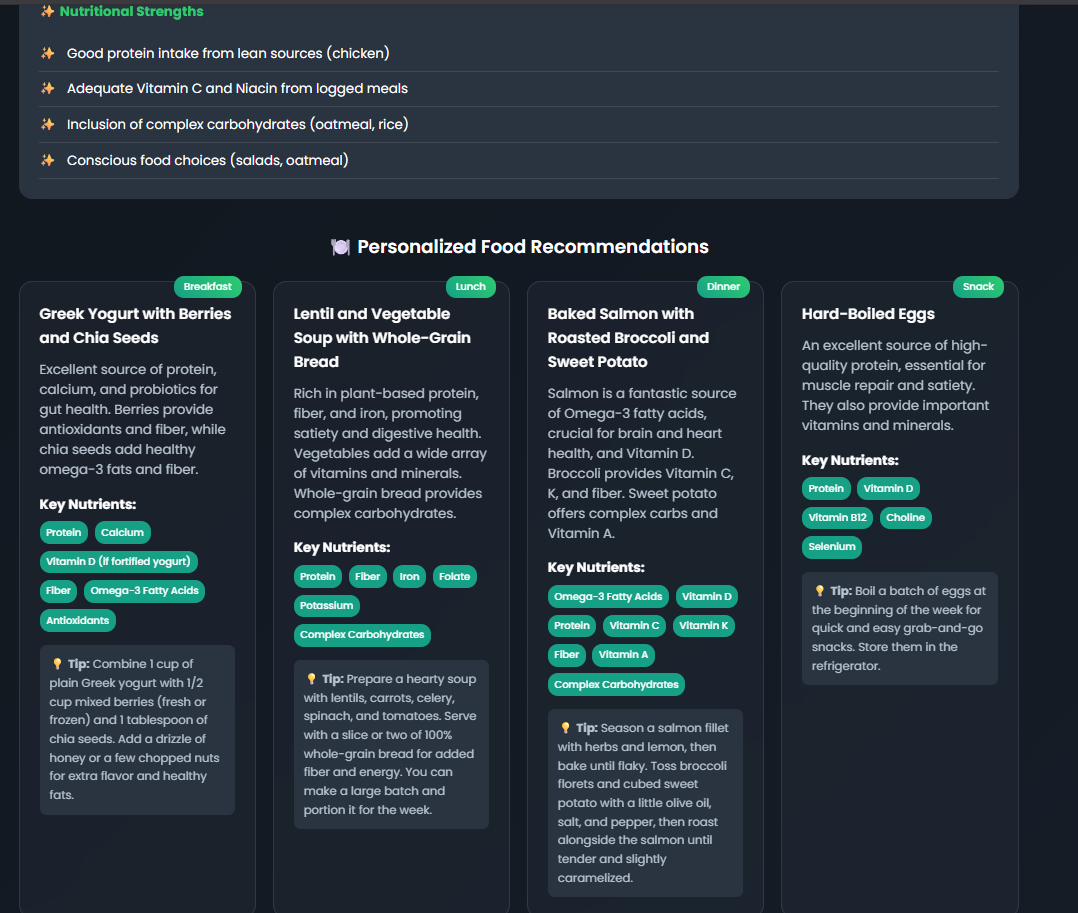 ✨ Nutritional Strengths
✨ Good protein intake from lean sources (chicken)
✨ Adequate Vitamin C and Niacin from logged meals
✨ Inclusion of complex carbohydrates (oatmeal, rice)
✨ Conscious food choices (salads, oatmeal)
🍽️ Personalized Food Recommendations
Breakfast
Greek Yogurt with Berries
and Chia Seeds
Excellent source of protein,
calcium, and probiotics for
gut health. Berries provide
antioxidants and fiber, while
chia seeds add healthy
omega-3 fats and fiber.
Key Nutrients:
Protein Calcium
Vitamin D (if fortified yogurt)
Fiber Omega-3 Fatty Acids
Antioxidants
💡 Tip: Combine 1 cup of
plain Greek yogurt with 1/2
cup mixed berries (fresh or
frozen) and 1 tablespoon of
chia seeds. Add a drizzle of
honey or a few chopped nuts
for extra flavor and healthy
fats.
Lunch
Lentil and Vegetable
Soup with Whole-Grain
Bread
Rich in plant-based protein,
fiber, and iron, promoting
satiety and digestive health.
Vegetables add a wide array
of vitamins and minerals.
Whole-grain bread provides
complex carbohydrates.
Key Nutrients:
Protein Fiber Iron Folate
Potassium
Complex Carbohydrates
💡 Tip: Prepare a hearty soup
with lentils, carrots, celery,
spinach, and tomatoes. Serve
with a slice or two of 100%
whole-grain bread for added
fiber and energy. You can
make a large batch and
portion it for the week.
Dinner
Baked Salmon with
Roasted Broccoli and
Sweet Potato
Salmon is a fantastic source
of Omega-3 fatty acids,
crucial for brain and heart
health, and Vitamin D.
Broccoli provides Vitamin C,
K, and fiber. Sweet potato
offers complex carbs and
Vitamin A.
Key Nutrients:
Omega-3 Fatty Acids Vitamin D
Protein Vitamin C Vitamin K
Fiber Vitamin A
Complex Carbohydrates
💡 Tip: Season a salmon fillet
with herbs and lemon, then
bake until flaky. Toss broccoli
florets and cubed sweet
potato with a little olive oil,
salt, and pepper, then roast
alongside the salmon until
tender and slightly
caramelized.
Snack
Hard-Boiled Eggs
An excellent source of high-
quality protein, essential for
muscle repair and satiety.
They also provide important
vitamins and minerals.
Key Nutrients:
Protein Vitamin D
Vitamin B12 Choline
Selenium
💡 Tip: Boil a batch of eggs at
the beginning of the week for
quick and easy grab-and-go
snacks. Store them in the
refrigerator.